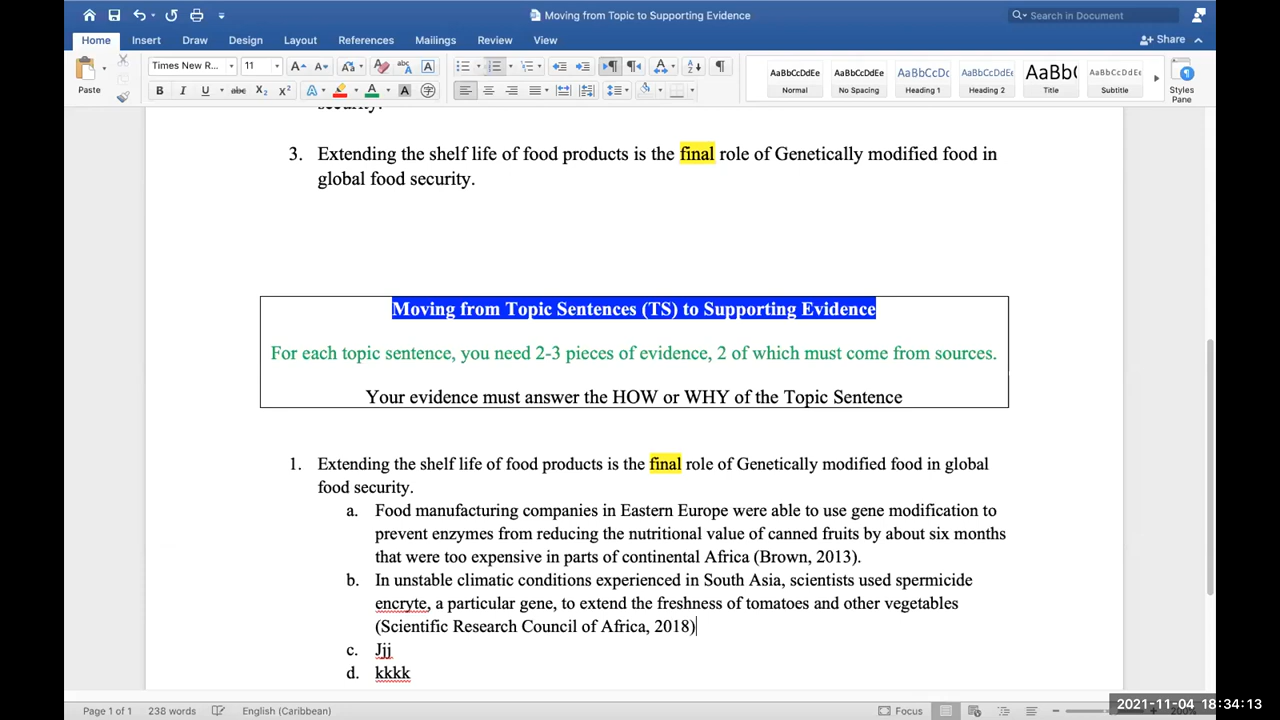 Moving from Topic to Supporting Evidence
Search in Document
Home Insert Draw Design Layout References Mailings Review View
Share
Times New R... 11
Paste
AaBbCcDdEe AaBbCcDdEe AaBbCcDc AaBbCcDdEe AaBb( AaBbCcDdEe
Normal No Spacing Heading 1 Heading 2 Title Subtitle
Styles
Pane
security.
3. Extending the shelf life of food products is the final role of Genetically modified food in
global food security.
Moving from Topic Sentences (TS) to Supporting Evidence
For each topic sentence, you need 2-3 pieces of evidence, 2 of which must come from sources.
Your evidence must answer the HOW or WHY of the Topic Sentence
1. Extending the shelf life of food products is the final role of Genetically modified food in global
food security.
a. Food manufacturing companies in Eastern Europe were able to use gene modification to
prevent enzymes from reducing the nutritional value of canned fruits by about six months
that were too expensive in parts of continental Africa (Brown, 2013).
b. In unstable climatic conditions experienced in South Asia, scientists used spermicide
encryte, a particular gene, to extend the freshness of tomatoes and other vegetables
(Scientific Research Council of Africa, 2018)
c. Jjj
d. kkkk
Page 1 of 1 238 words English (Caribbean)
Focus
2021-11-04 18:34:13